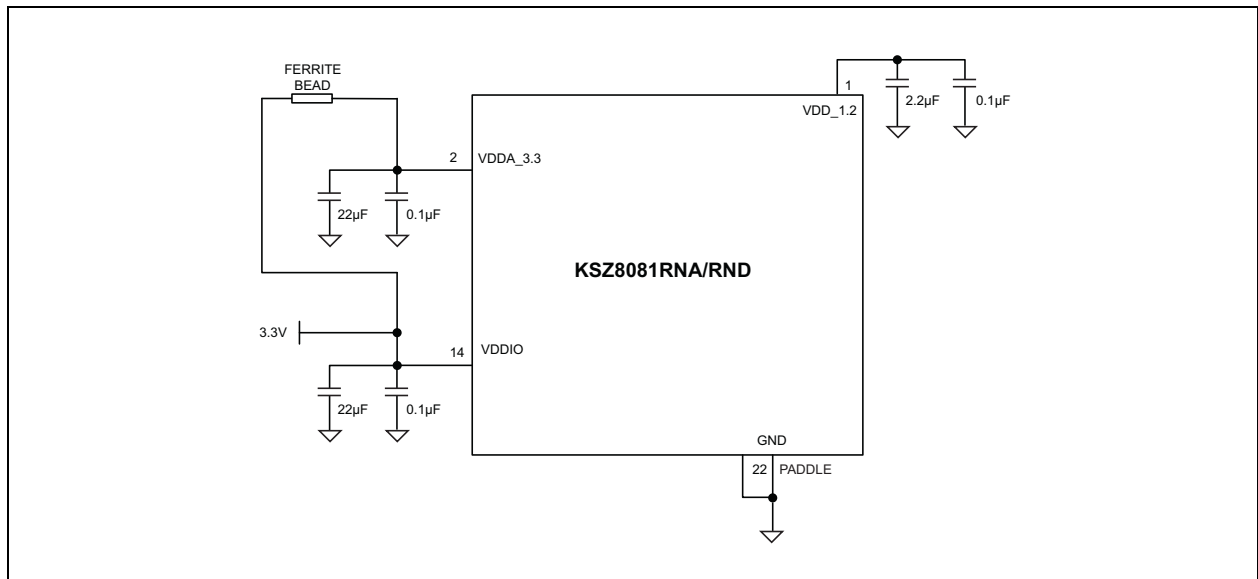 FERRITE
BEAD
1
VDD_1.2
2.2µF
0.1µF
2
VDDA_3.3
22µF
0.1µF
KSZ8081RNA/RND
3.3V
14
VDDIO
22µF
0.1µF
GND
22
PADDLE